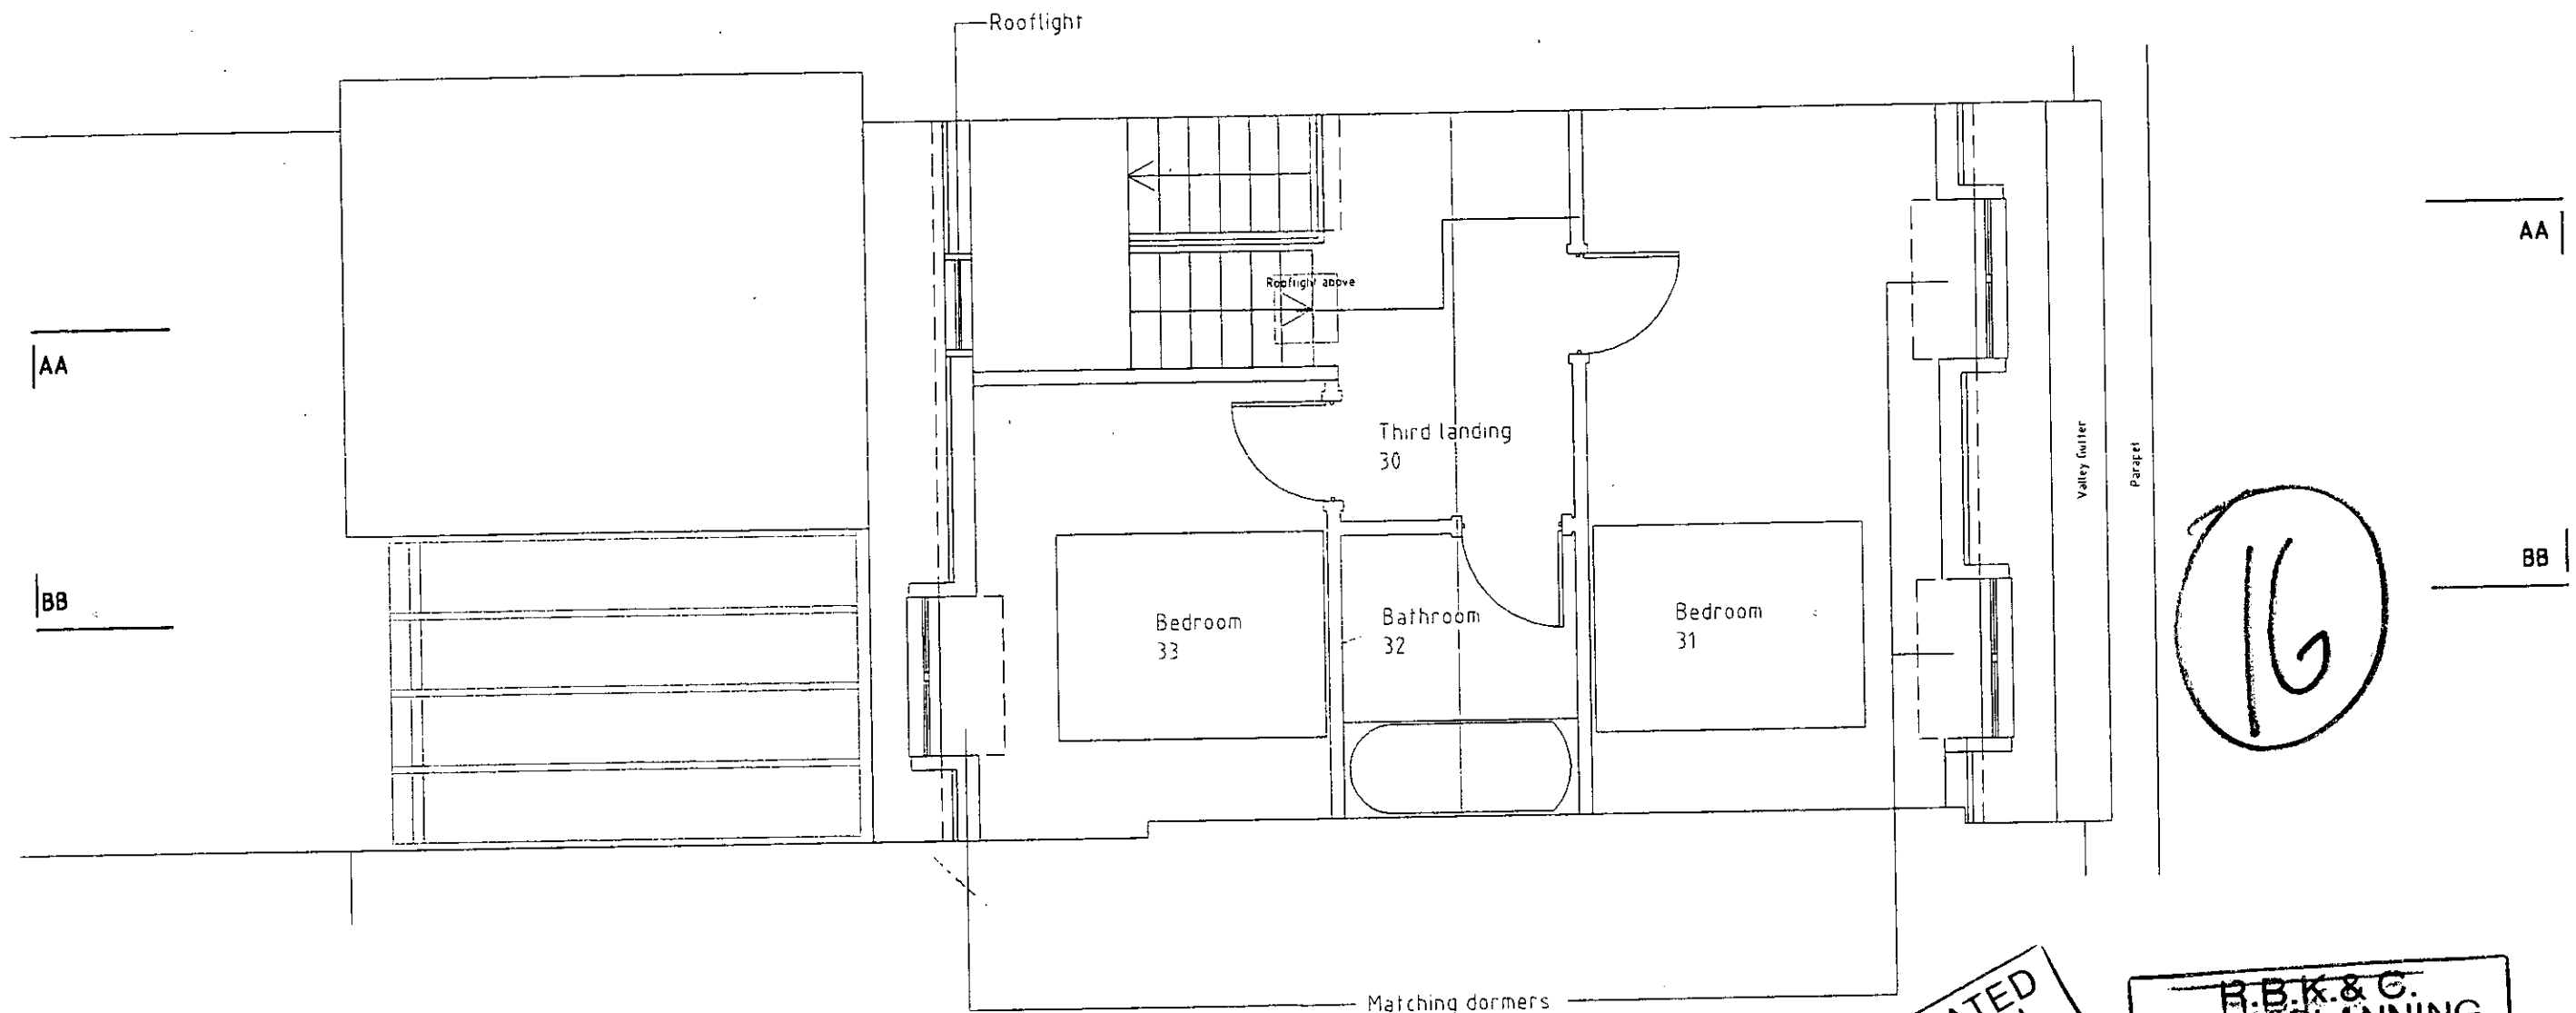 Rooflight
AA
AA
Rooflight above
Third landing
30
Valley Gutter
Parapet
16
BB
BB
Bedroom
33
Bathroom
32
Bedroom
31
Matching dormers
R.B.K.& C.